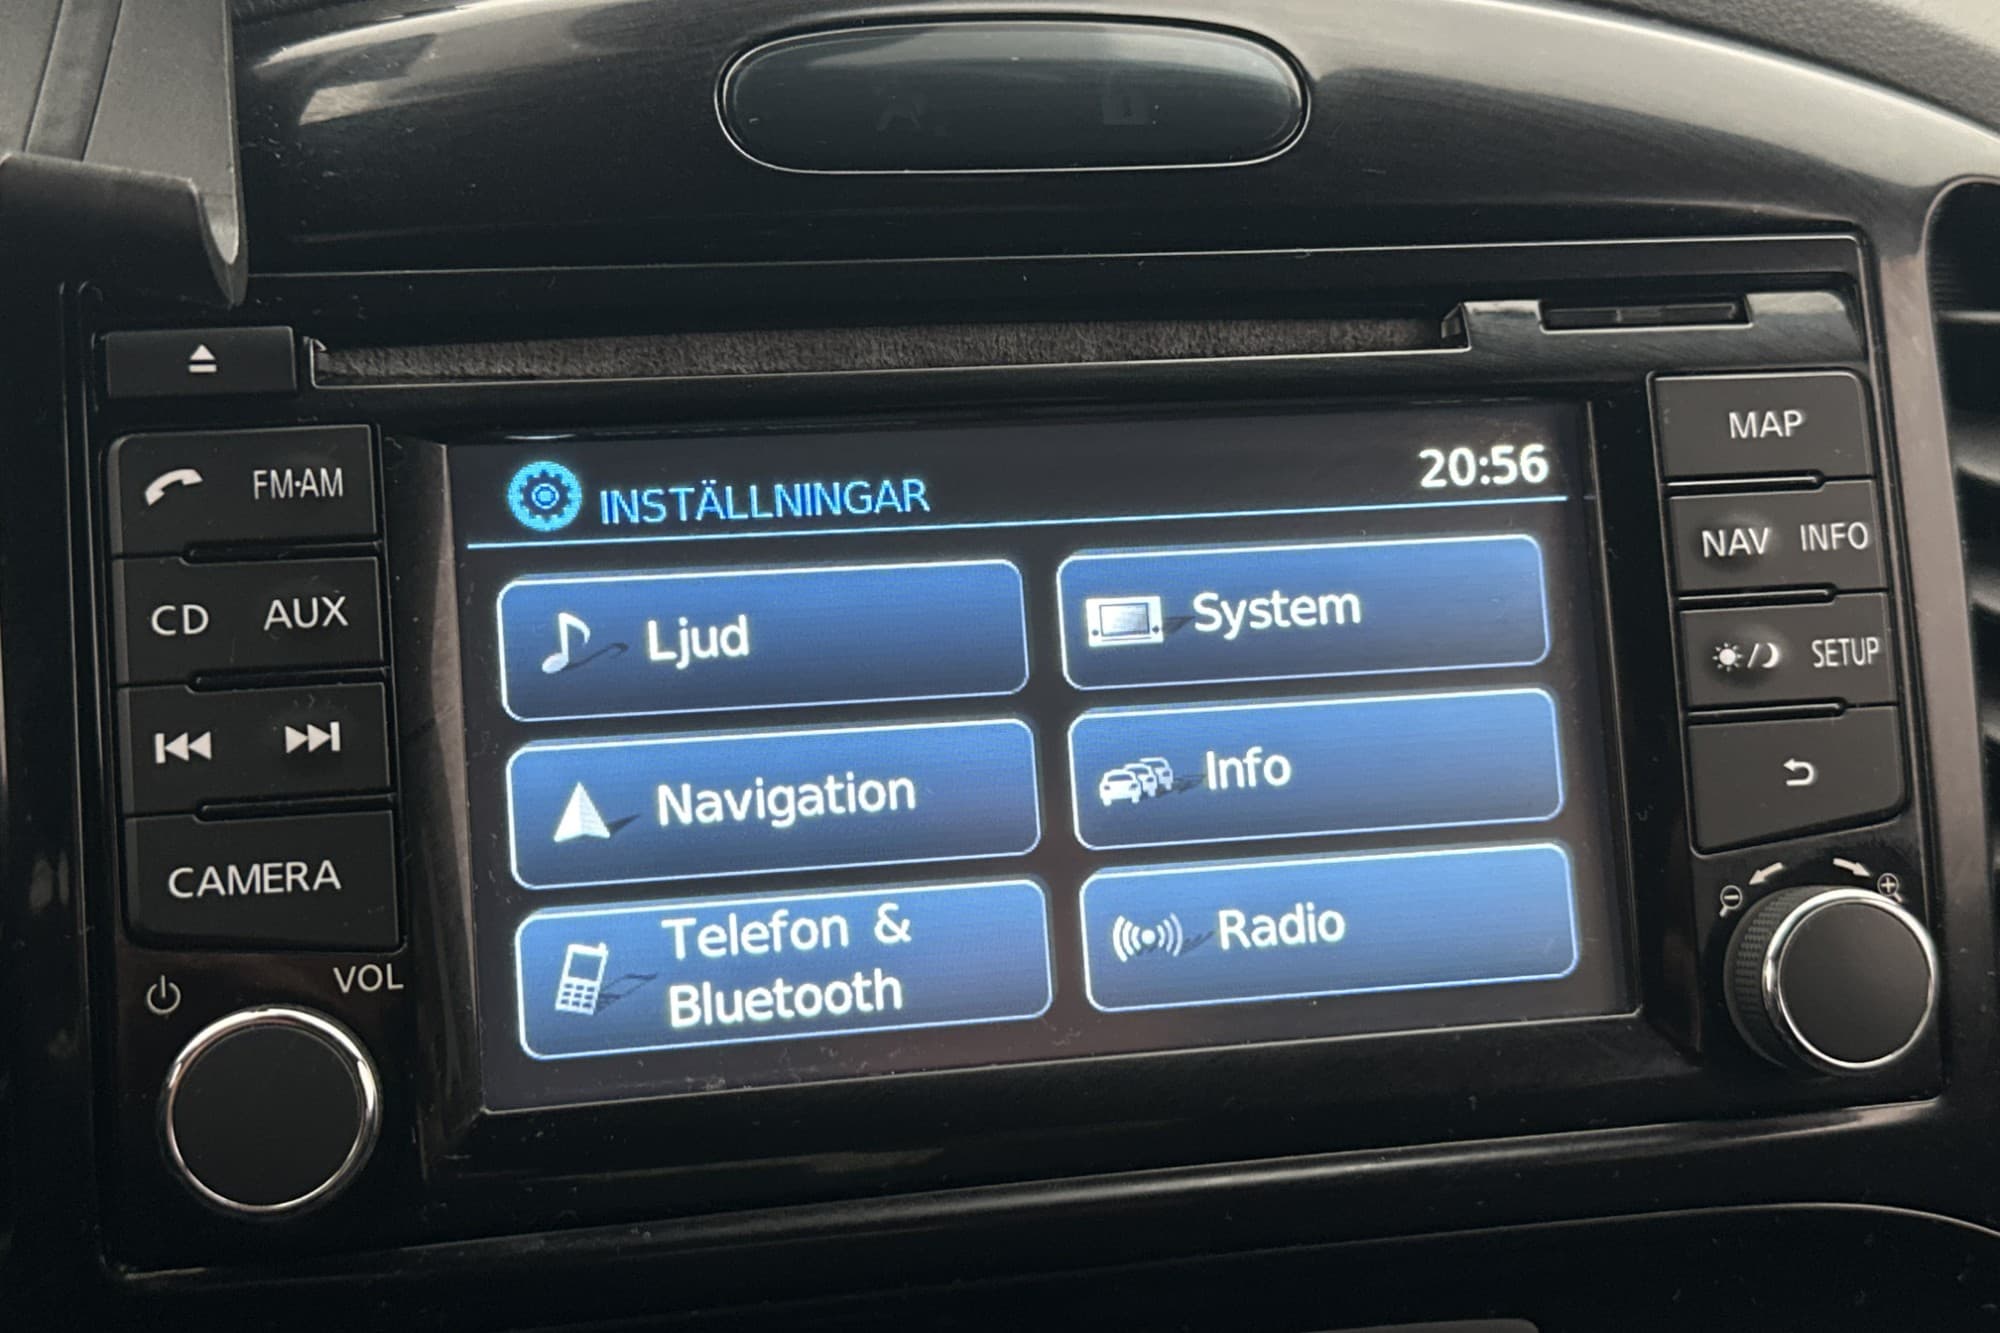 FM·AM
CD AUX
CAMERA
VOL
INSTÄLLNINGAR
20:56
Ljud
System
Navigation
Info
Telefon &
Bluetooth
Radio
MAP
NAV INFO
SETUP